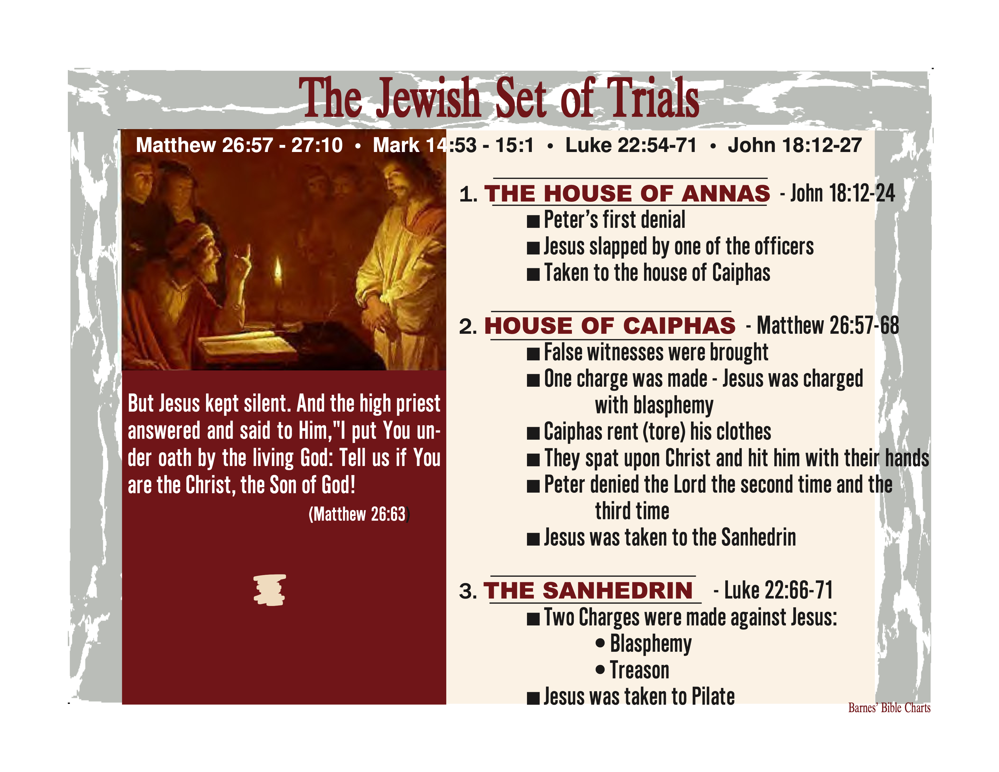 The Jewish Set of Trials
Matthew 26:57 - 27:10 • Mark 14:53 - 15:1 • Luke 22:54-71 • John 18:12-27
But Jesus kept silent. And the high priest
answered and said to Him,"I put You un-
der oath by the living God: Tell us if You
are the Christ, the Son of God!
(Matthew 26:63)
1. THE HOUSE OF ANNAS - John 18:12-24
■ Peter’s first denial
■ Jesus slapped by one of the officers
■ Taken to the house of Caiphas
2. HOUSE OF CAIPHAS - Matthew 26:57-68
■ False witnesses were brought
■ One charge was made - Jesus was charged
with blasphemy
■ Caiphas rent (tore) his clothes
■ They spat upon Christ and hit him with their hands
■ Peter denied the Lord the second time and the
third time
■ Jesus was taken to the Sanhedrin
3. THE SANHEDRIN - Luke 22:66-71
■ Two Charges were made against Jesus:
• Blasphemy
• Treason
■ Jesus was taken to Pilate
Barnes’ Bible Charts